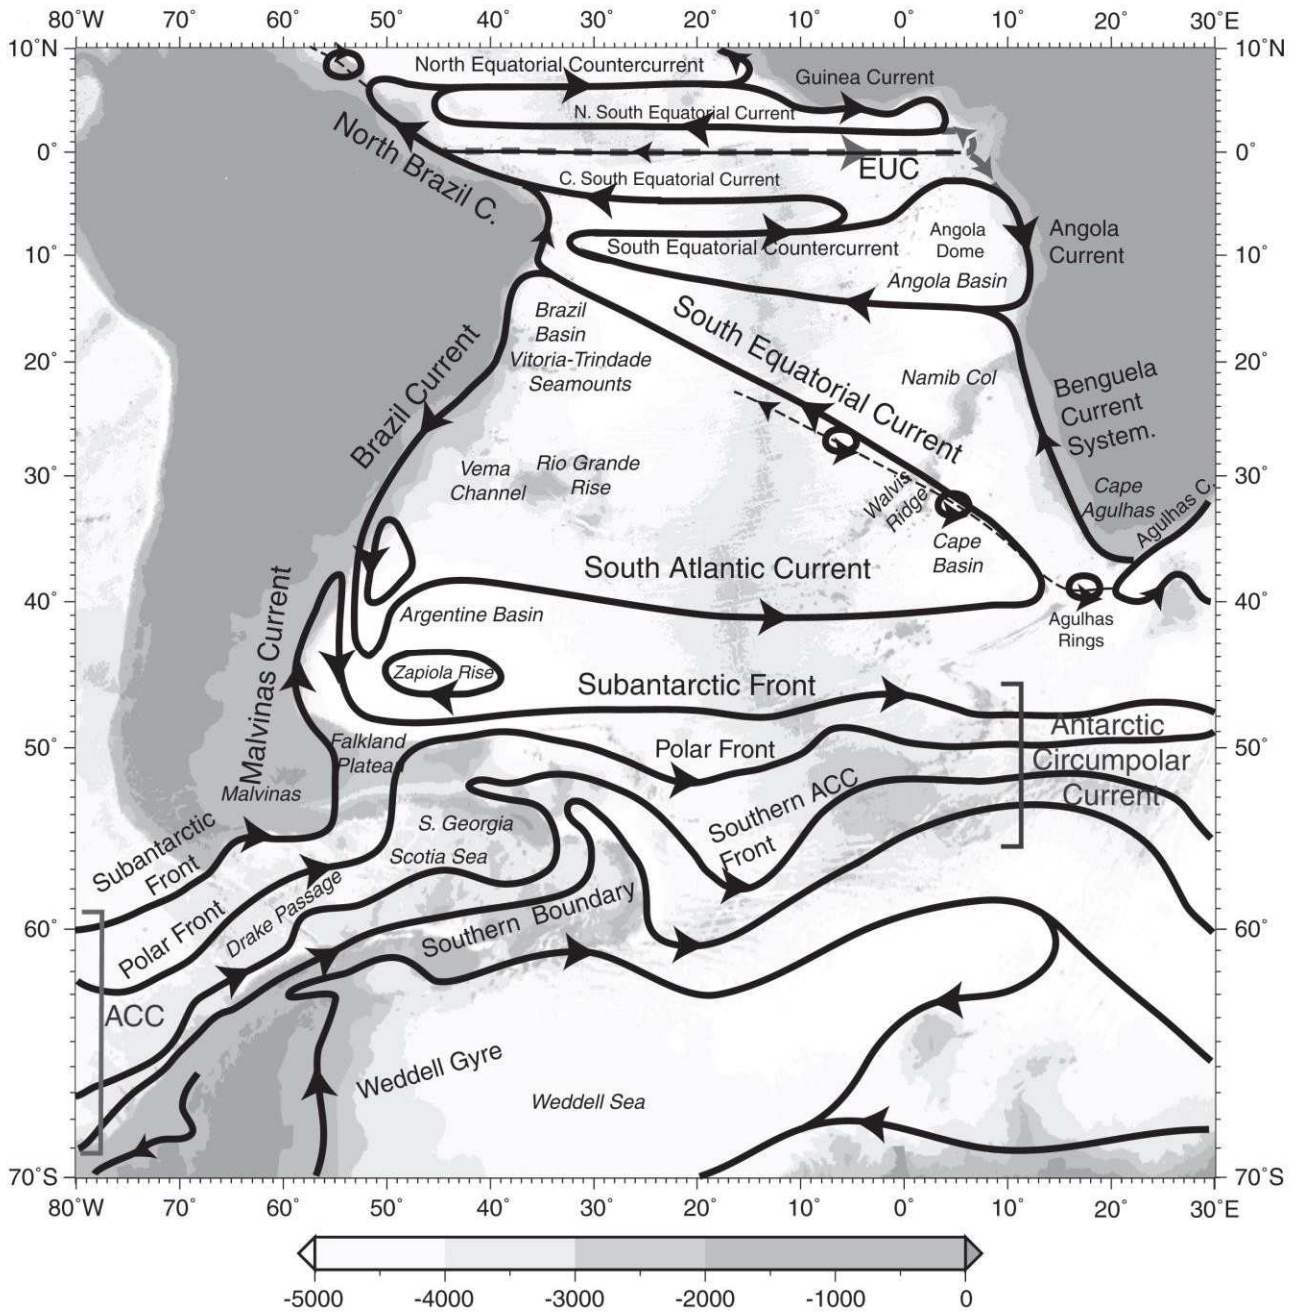 80°W 70° 60° 50° 40° 30° 20° 10° 0° 10° 20° 30°E
10°N
10°N
North Equatorial Countercurrent
Guinea Current
N. South Equatorial Current
North Brazil C.
0°
0°
EUC
C. South Equatorial Current
Angola
Current
Angola
Dome
South Equatorial Countercurrent
10°
10°
Angola Basin
Brazil
Basin
Vitoria-Trindade
Seamounts
South Equatorial Current
20°
20°
Namib Col
Benguela
Current
System.
Brazil Current
Vema
Channel
Rio Grande
Rise
30°
30°
Walvis
Ridge
Cape
Agulhas
Agulhas C.
Cape
Basin
South Atlantic Current
40°
40°
Argentine Basin
Agulhas
Rings
Malvinas Current
Zapiola Rise
Subantarctic Front
Antarctic
Circumpolar
Current
Falkland
Plateau
50°
50°
Polar Front
Malvinas
Southern ACC
Front
S. Georgia
Scotia Sea
Subantarctic
Front
Drake Passage
Polar Front
Southern Boundary
60°
60°
ACC
Weddell Gyre
Weddell Sea
70°S
70°S
80°W 70° 60° 50° 40° 30° 20° 10° 0° 10° 20° 30°E
-5000 -4000 -3000 -2000 -1000 0